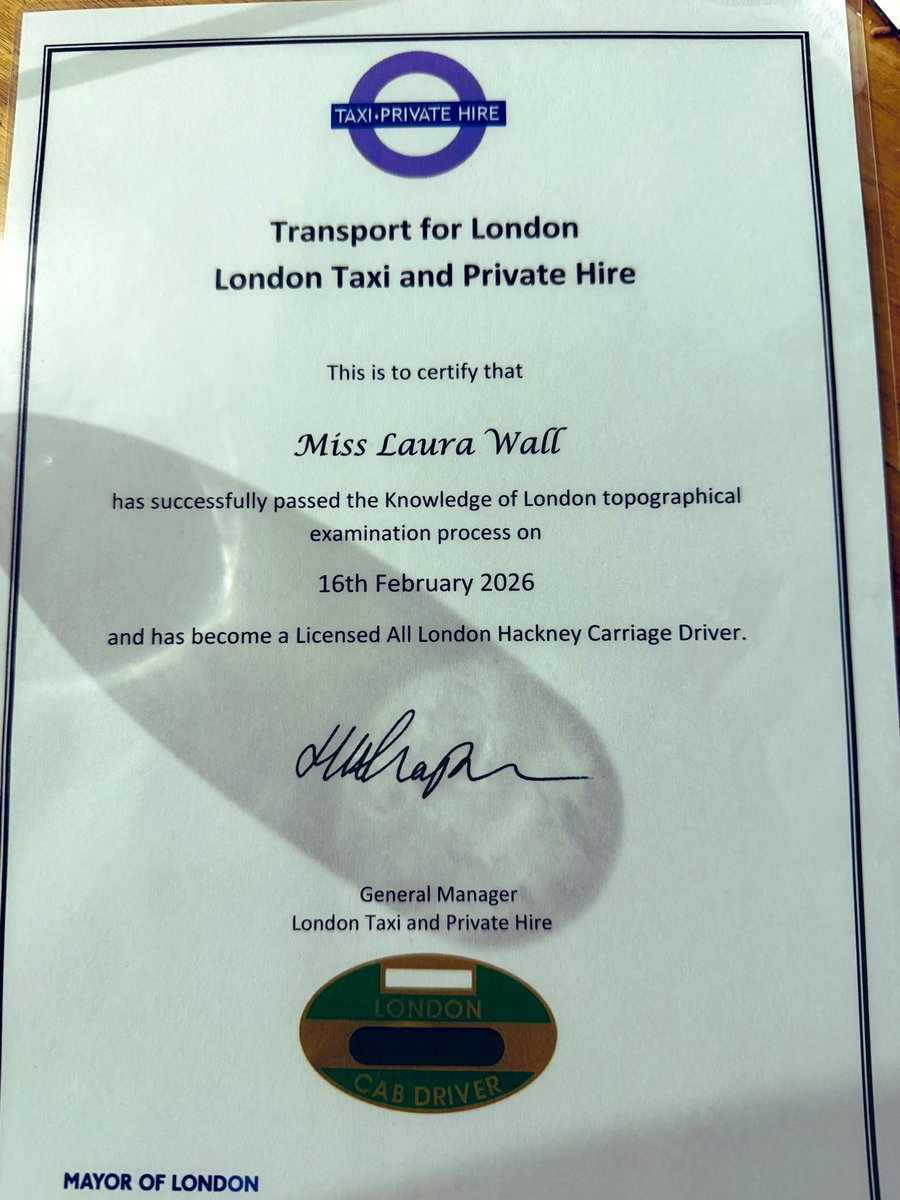 TAXI•PRIVATE HIRE
Transport for London
London Taxi and Private Hire
This is to certify that
Miss Laura Wall
has successfully passed the Knowledge of London topographical
examination process on
16th February 2026
and has become a Licensed All London Hackney Carriage Driver.
General Manager
London Taxi and Private Hire
LONDON
CAB DRIVER
MAYOR OF LONDON